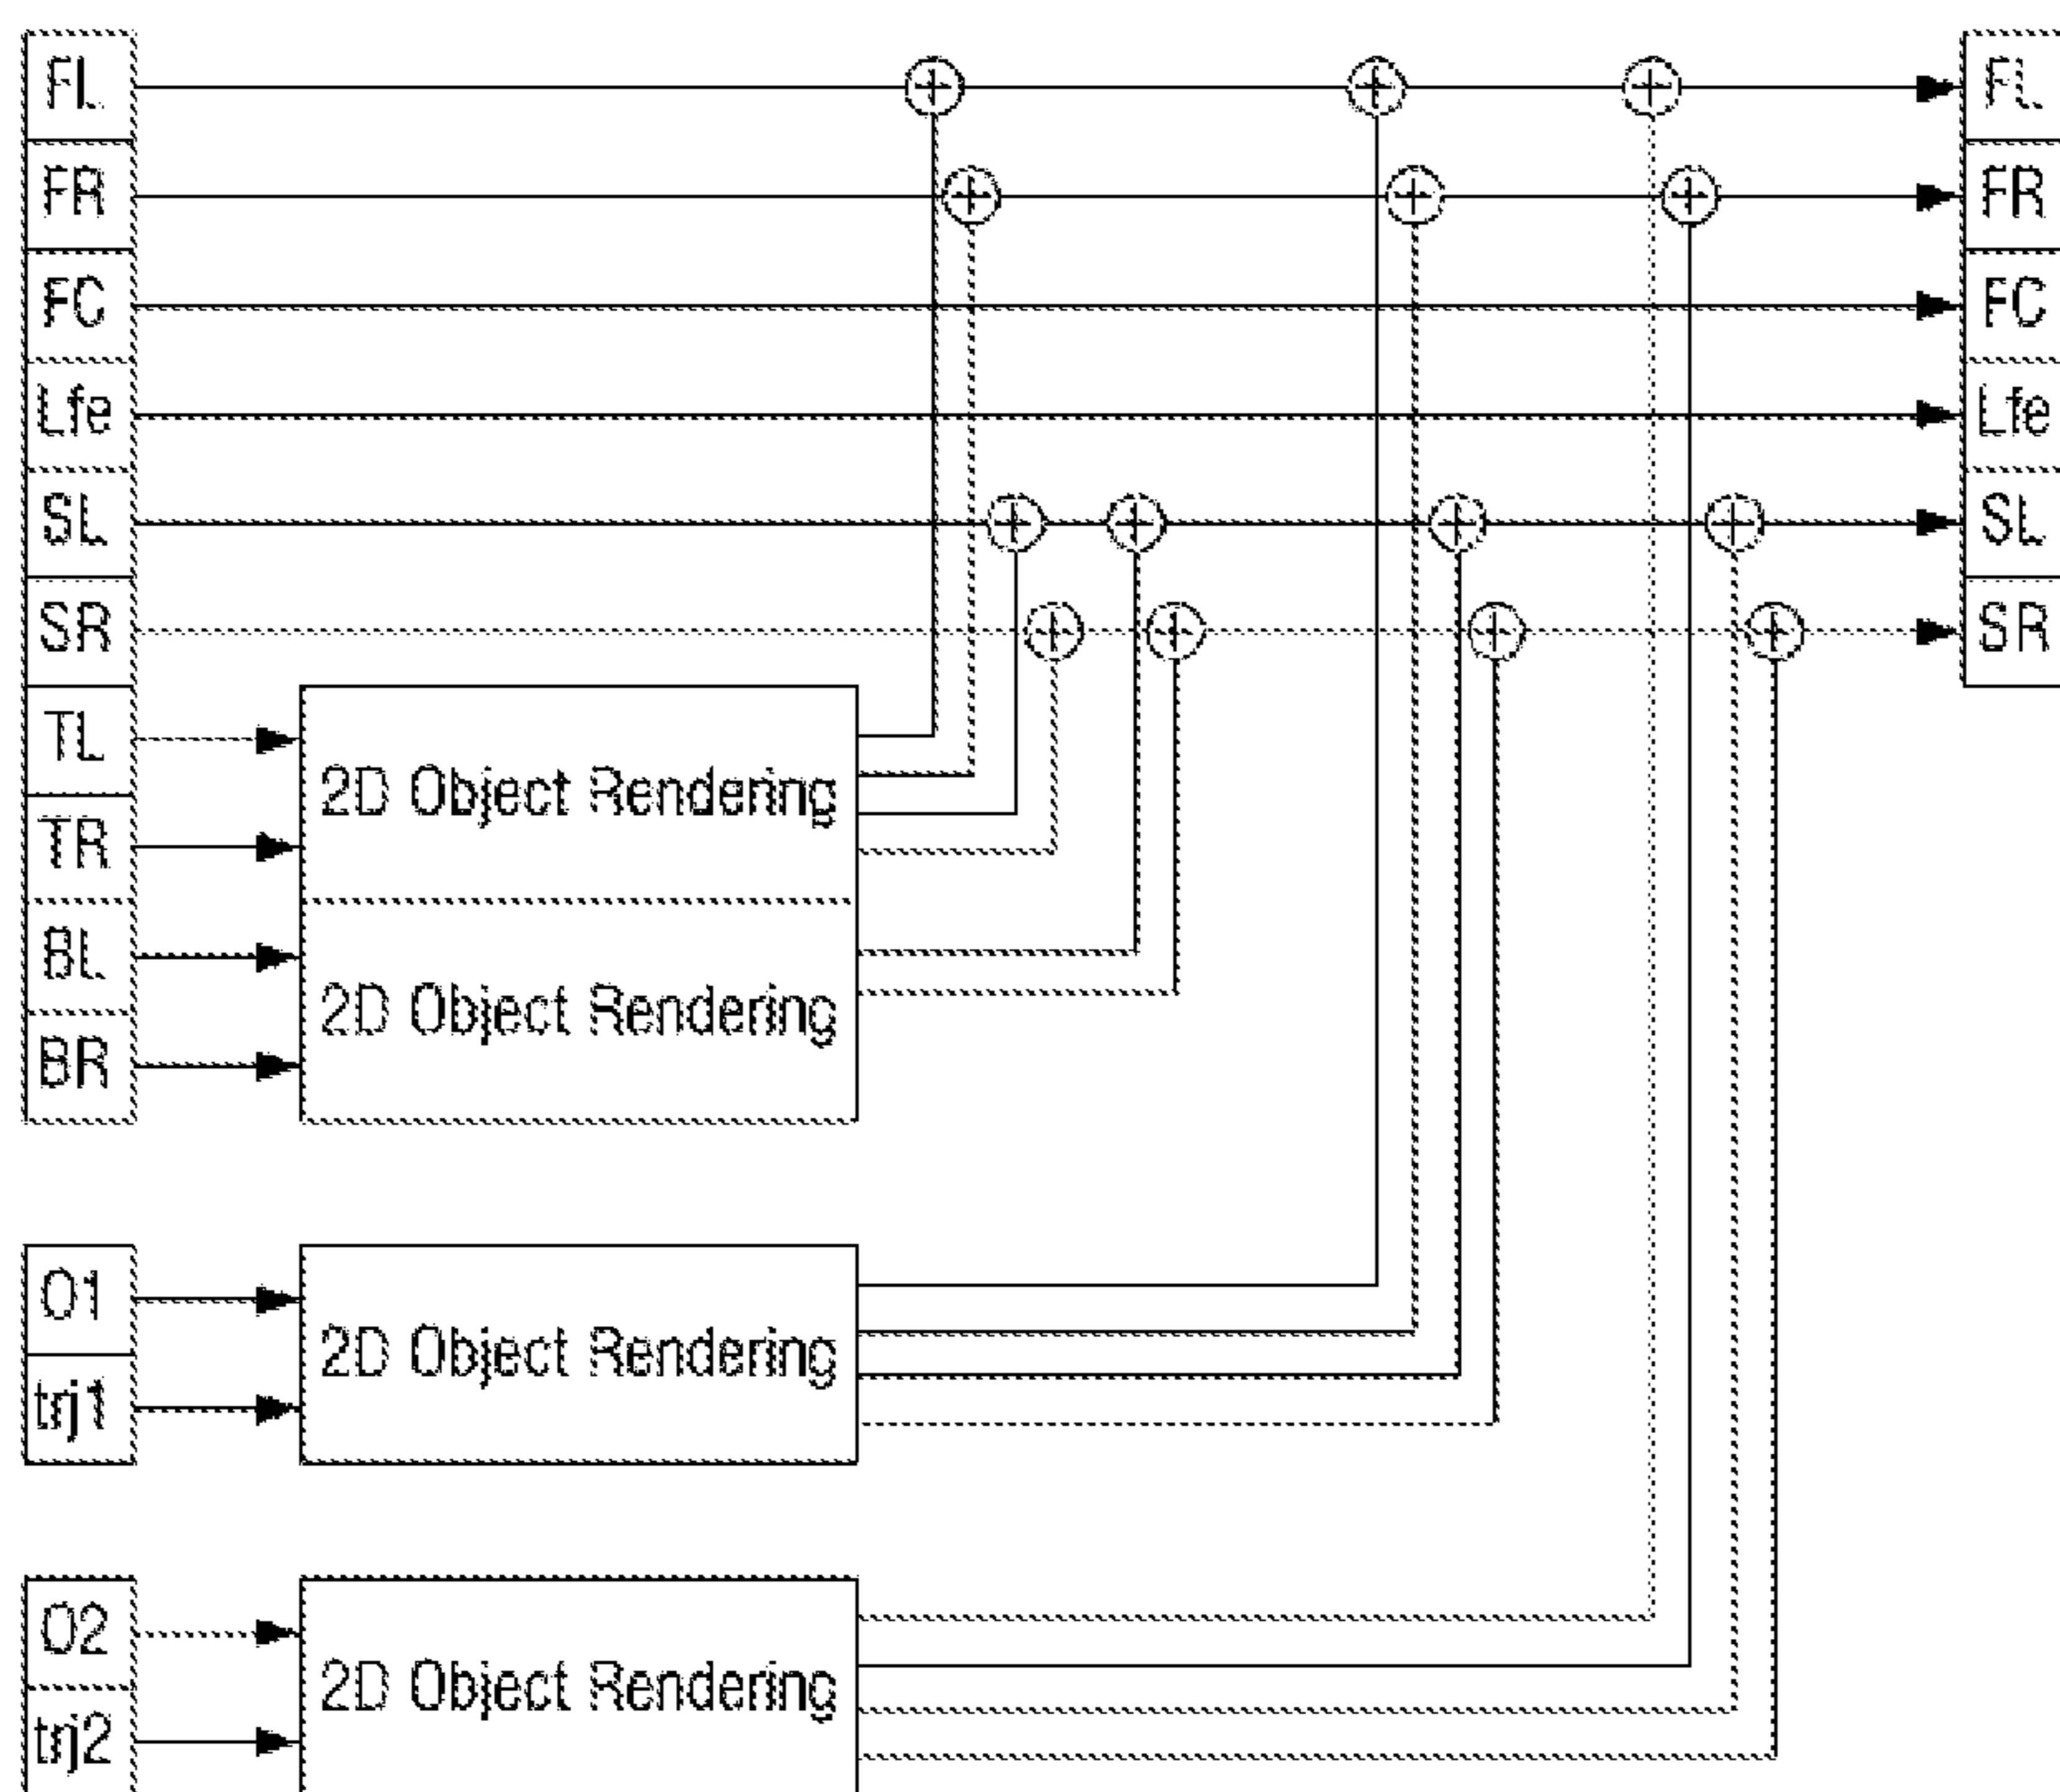 FL
FR
FC
Lfe
SL
SR
TL
TR
BL
BR
2D Object Rendering
2D Object Rendering
O1
trj1
2D Object Rendering
O2
trj2
2D Object Rendering
FL
FR
FC
Lfe
SL
SR